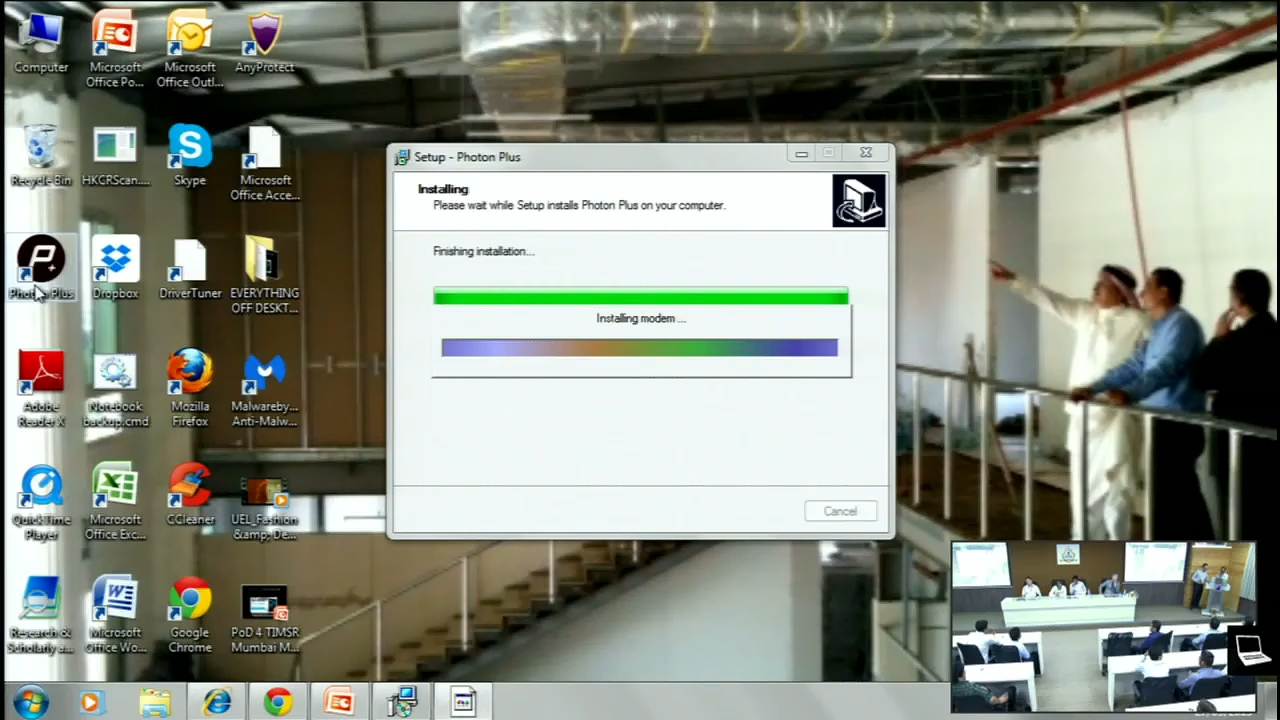 Computer
Microsoft
Office Po...
Microsoft
Office Outl...
AnyProtect
Recycle Bin
HKCRScan....
Skype
Microsoft
Office Acce...
Photon Plus
Dropbox
DriverTuner
EVERYTHING
OFF DESKT...
Adobe
Reader X
Notebook
backup.cmd
Mozilla
Firefox
Malwareby...
Anti-Malw...
QuickTime
Player
Microsoft
Office Exc...
CCleaner
UEL_Fashion
&amp; De...
Research &
Scholarly a...
Microsoft
Office Wo...
Google
Chrome
PoD 4 TIMSR
Mumbai M...
Setup - Photon Plus
Installing
Please wait while Setup installs Photon Plus on your computer.
Finishing installation...
Installing modem ...
Cancel